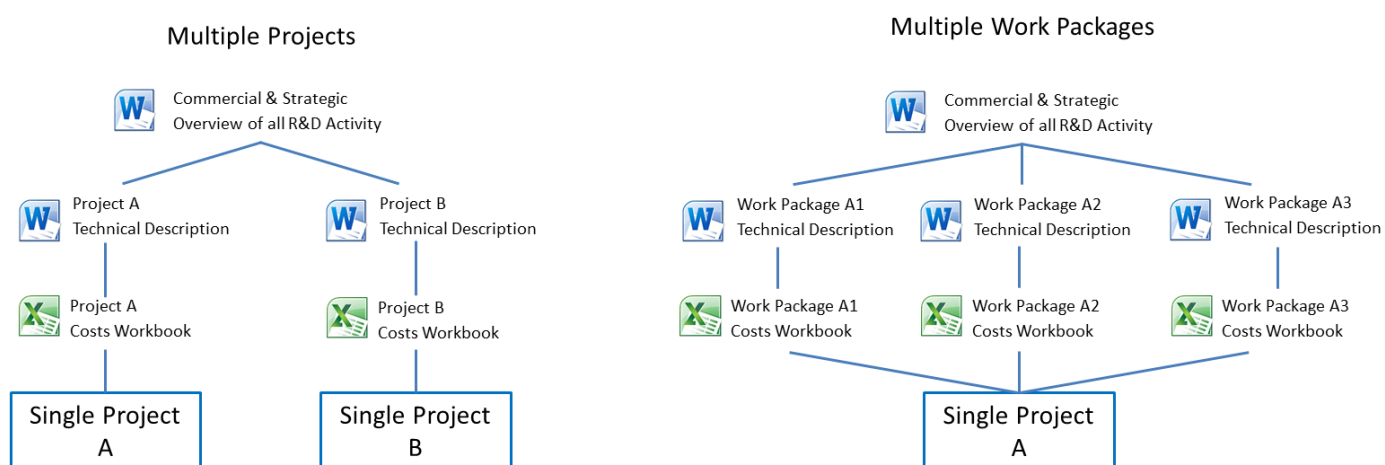 Multiple Projects
Commercial & Strategic
Overview of all R&D Activity
Project A
Technical Description
Project B
Technical Description
Project A
Costs Workbook
Project B
Costs Workbook
Single Project
A
Single Project
B
Multiple Work Packages
Commercial & Strategic
Overview of all R&D Activity
Work Package A1
Technical Description
Work Package A2
Technical Description
Work Package A3
Technical Description
Work Package A1
Costs Workbook
Work Package A2
Costs Workbook
Work Package A3
Costs Workbook
Single Project
A